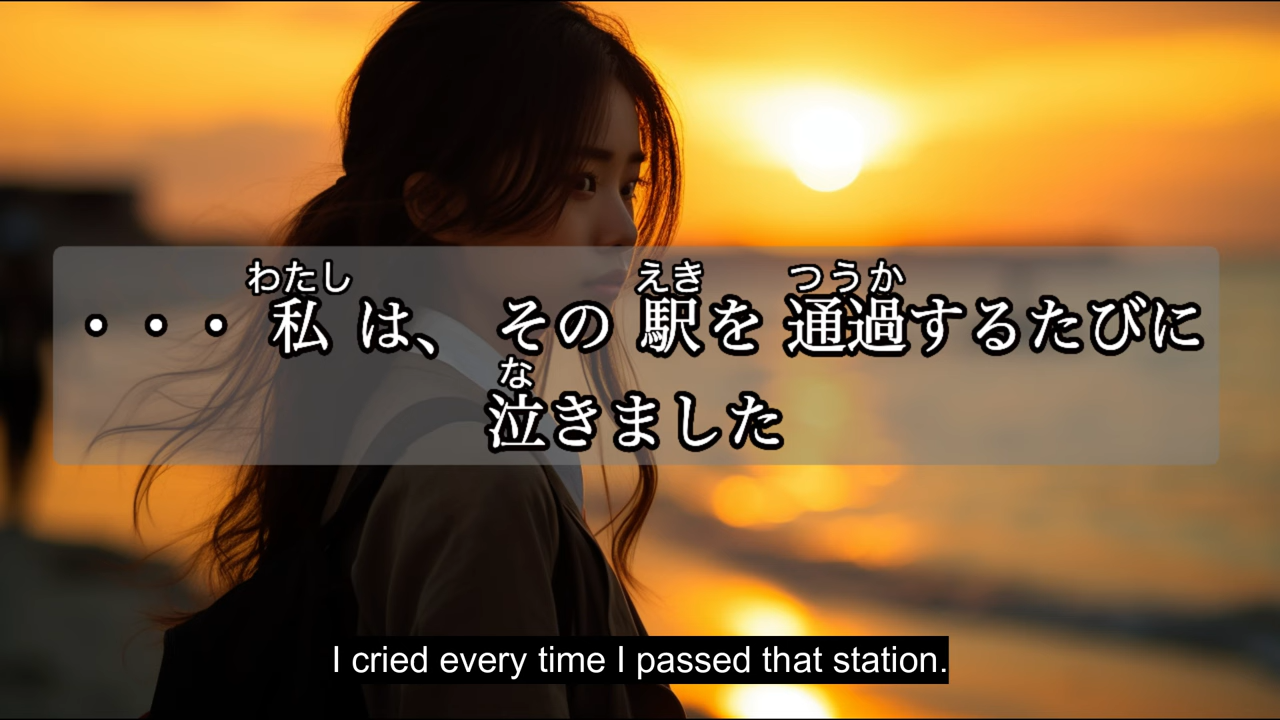 わたし えき つうか
・・・私は、その駅を通過するたびに
な
泣きました
I cried every time I passed that station.